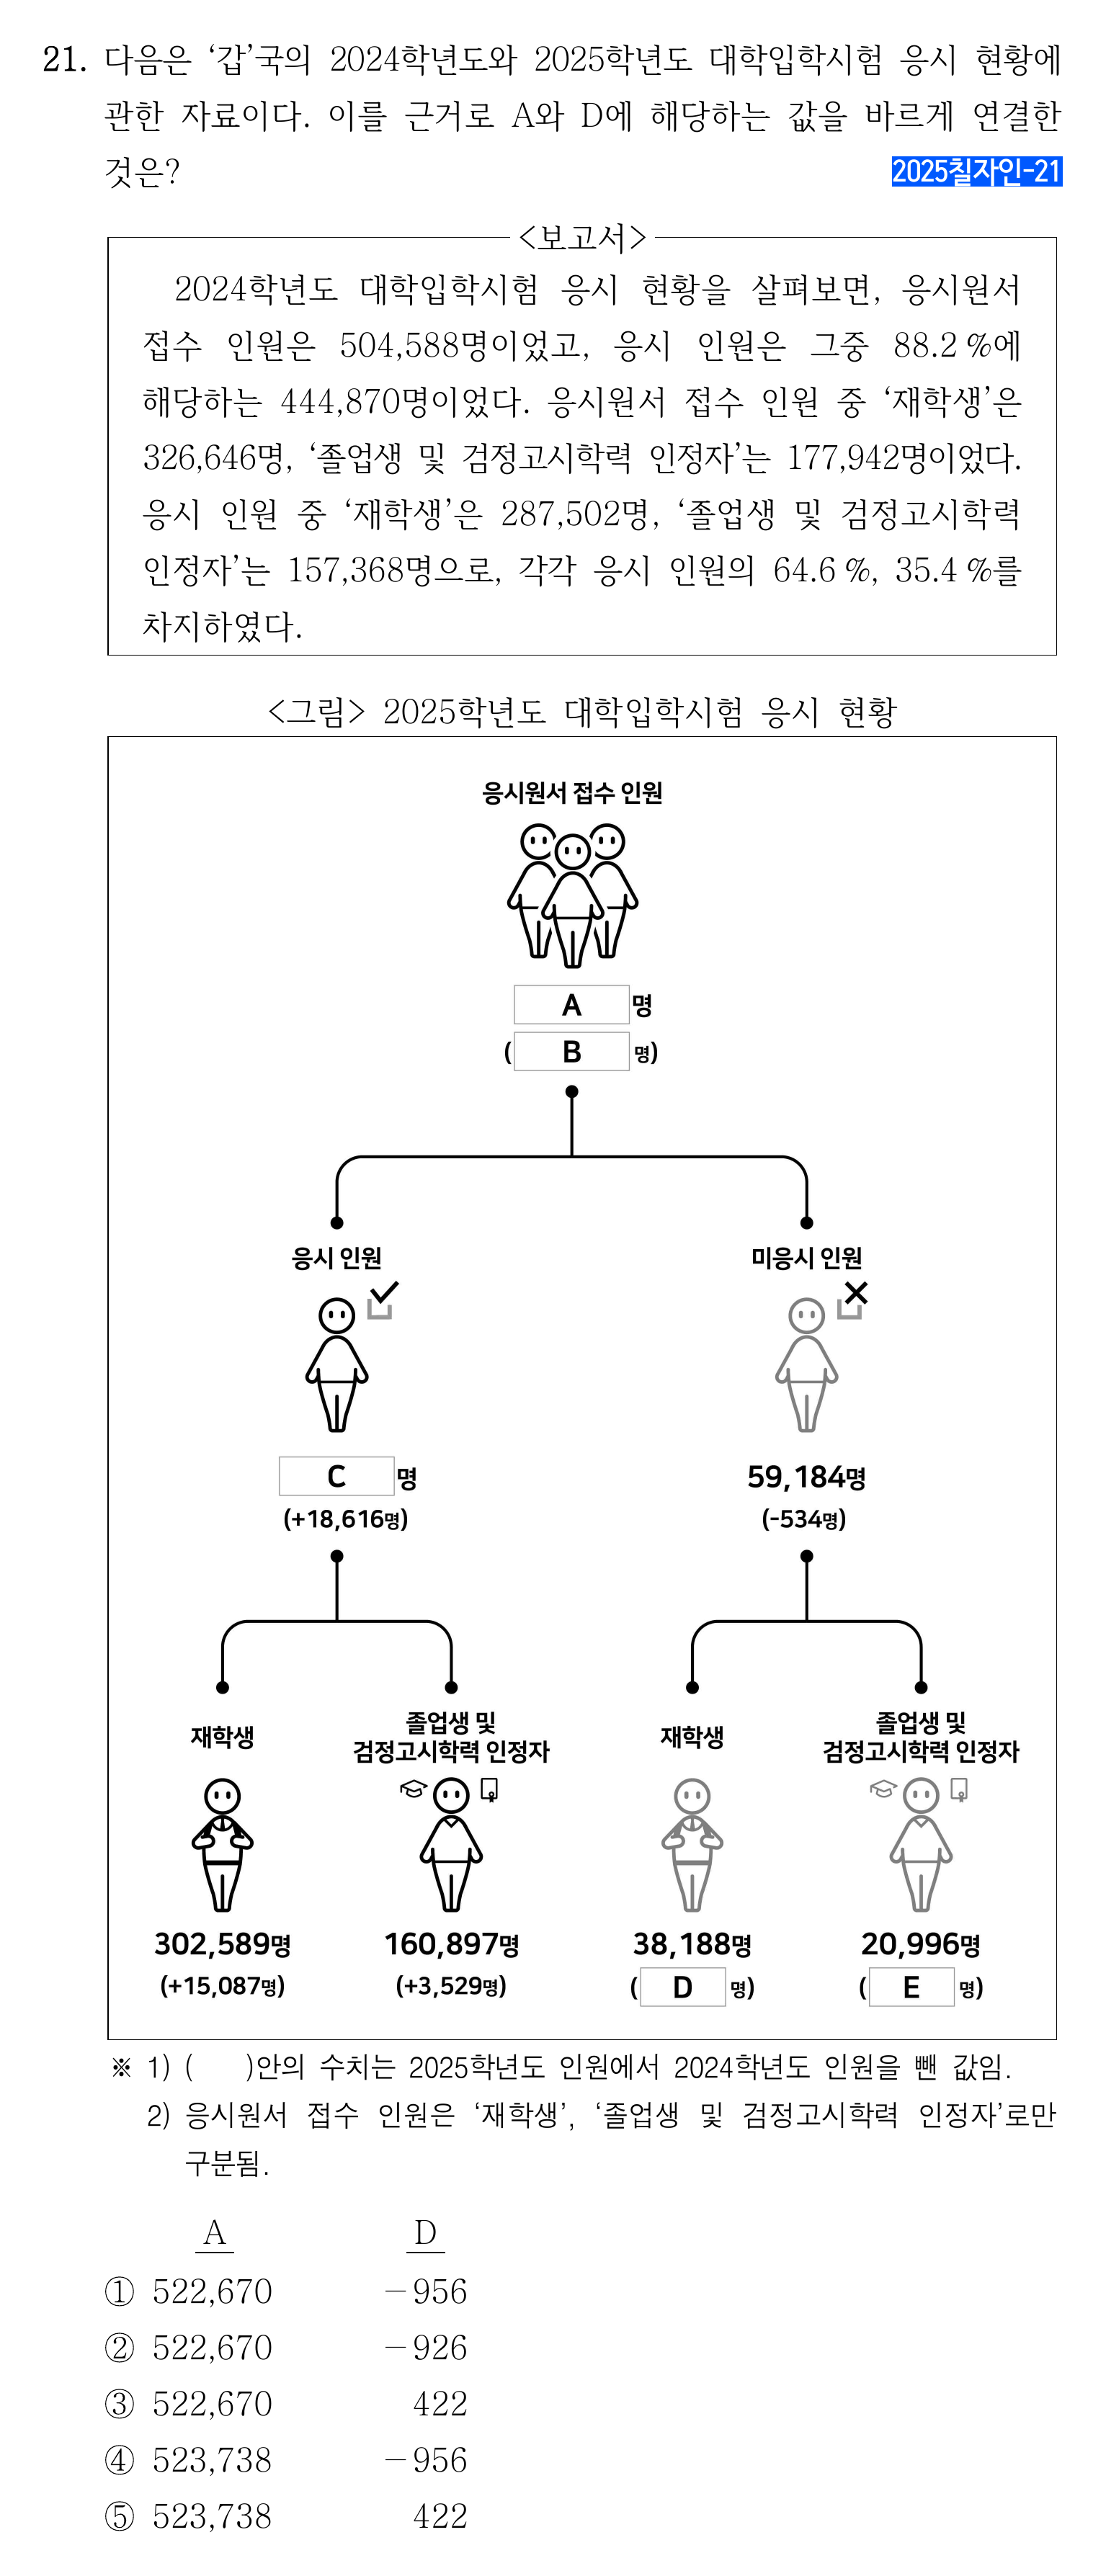 21. 다음은 ‘갑’국의 2024학년도와 2025학년도 대학입학시험 응시 현황에
관한 자료이다. 이를 근거로 A와 D에 해당하는 값을 바르게 연결한
것은?
2025칠자인-21
<보고서>
2024학년도 대학입학시험 응시 현황을 살펴보면, 응시원서
접수 인원은 504,588명이었고, 응시 인원은 그중 88.2%에
해당하는 444,870명이었다. 응시원서 접수 인원 중 ‘재학생’은
326,646명, ‘졸업생 및 검정고시학력 인정자’는 177,942명이었다.
응시 인원 중 ‘재학생’은 287,502명, ‘졸업생 및 검정고시학력
인정자’는 157,368명으로, 각각 응시 인원의 64.6%, 35.4%를
차지하였다.
<그림> 2025학년도 대학입학시험 응시 현황
응시원서 접수 인원
A 명
( B 명)
응시 인원 미응시 인원
C 명 59,184명
(+18,616명) (-534명)
재학생 졸업생 및 재학생 졸업생 및
검정고시학력 인정자 검정고시학력 인정자
302,589명 160,897명 38,188명 20,996명
(+15,087명) (+3,529명) ( D 명) ( E 명)
※ 1) ( )안의 수치는 2025학년도 인원에서 2024학년도 인원을 뺀 값임.
2) 응시원서 접수 인원은 ‘재학생’, ‘졸업생 및 검정고시학력 인정자’로만
구분됨.
A D
① 522,670 -956
② 522,670 -926
③ 522,670 422
④ 523,738 -956
⑤ 523,738 422